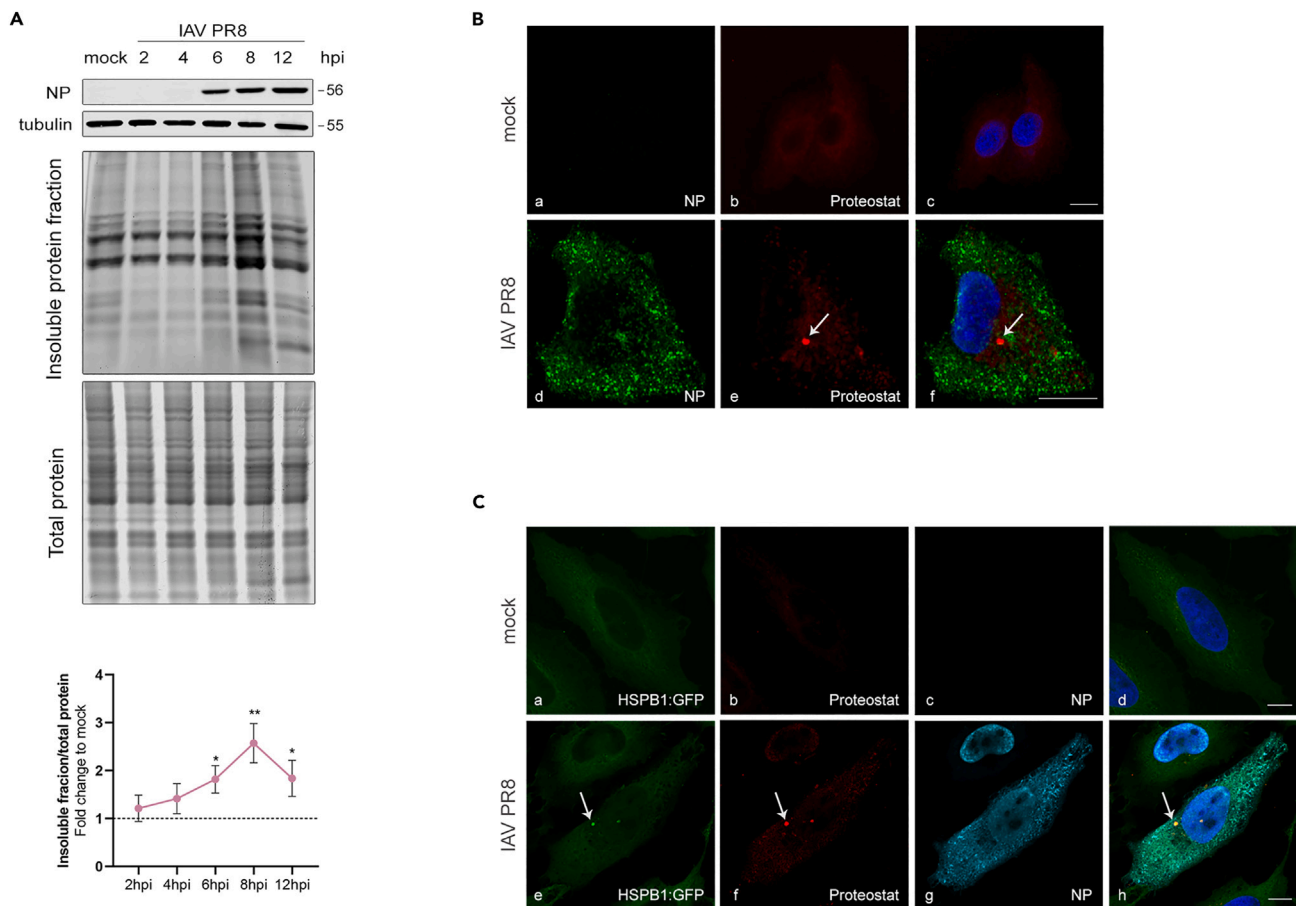 A
IAV PR8
mock 2 4 6 8 12 hpi
NP -56
tubulin -55
Insoluble protein fraction
Total protein
Insoluble fracion/total protein
Fold change to mock
4
3
2
1
0
* ** *
2hpi 4hpi 6hpi 8hpi 12hpi
B
mock
a NP
b Proteostat
c
IAV PR8
d NP
e Proteostat
f
C
mock
a HSPB1:GFP
b Proteostat
c NP
d
IAV PR8
e HSPB1:GFP
f Proteostat
g NP
h